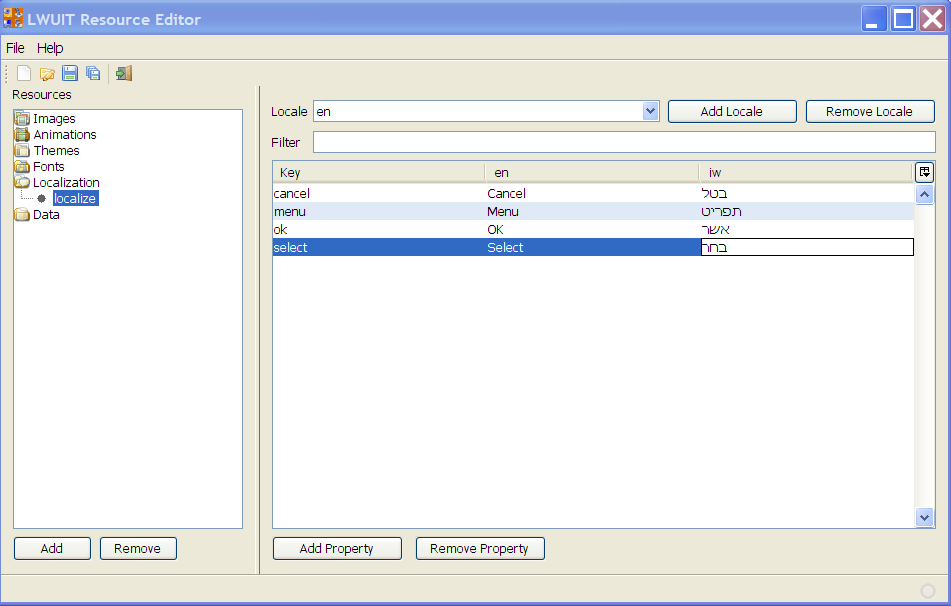 LWUIT Resource Editor
File Help
Resources
Images
Animations
Themes
Fonts
Localization
localize
Data
Add Remove
Locale en Add Locale Remove Locale
Filter
Key en iw
cancel Cancel בטל
menu Menu תפריט
ok OK אשר
select Select בחר
Add Property Remove Property